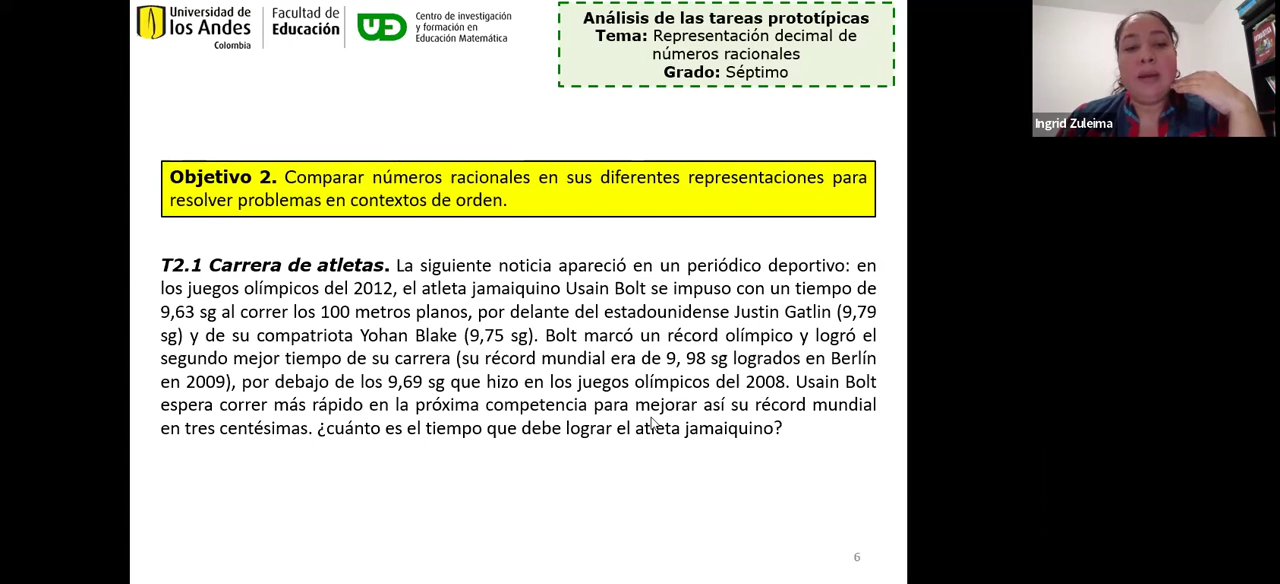 Universidad de
los Andes
Colombia
Facultad de
Educación
Centro de investigación
y formación en
Educación Matemática
Análisis de las tareas prototípicas
Tema: Representación decimal de
números racionales
Grado: Séptimo
Ingrid Zuleima
Objetivo 2. Comparar números racionales en sus diferentes representaciones para
resolver problemas en contextos de orden.
T2.1 Carrera de atletas. La siguiente noticia apareció en un periódico deportivo: en
los juegos olímpicos del 2012, el atleta jamaiquino Usain Bolt se impuso con un tiempo de
9,63 sg al correr los 100 metros planos, por delante del estadounidense Justin Gatlin (9,79
sg) y de su compatriota Yohan Blake (9,75 sg). Bolt marcó un récord olímpico y logró el
segundo mejor tiempo de su carrera (su récord mundial era de 9, 98 sg logrados en Berlín
en 2009), por debajo de los 9,69 sg que hizo en los juegos olímpicos del 2008. Usain Bolt
espera correr más rápido en la próxima competencia para mejorar así su récord mundial
en tres centésimas. ¿cuánto es el tiempo que debe lograr el atleta jamaiquino?
6